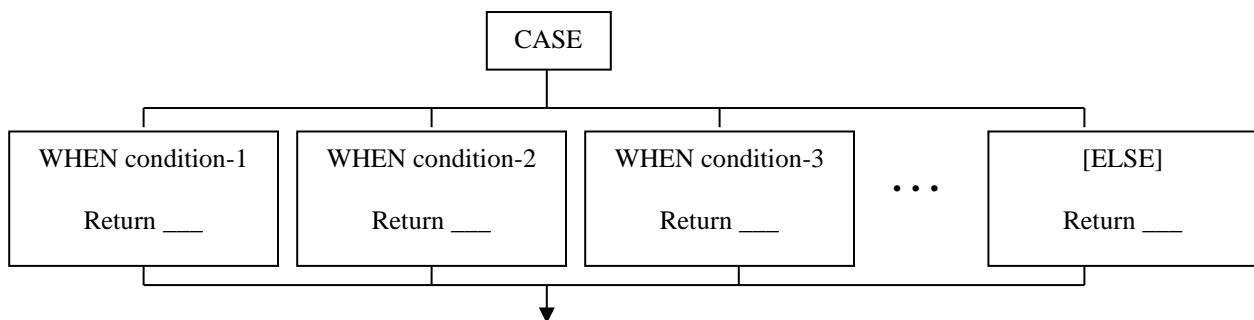 CASE
WHEN condition-1
Return ___
WHEN condition-2
Return ___
WHEN condition-3
Return ___
...
[ELSE]
Return ___